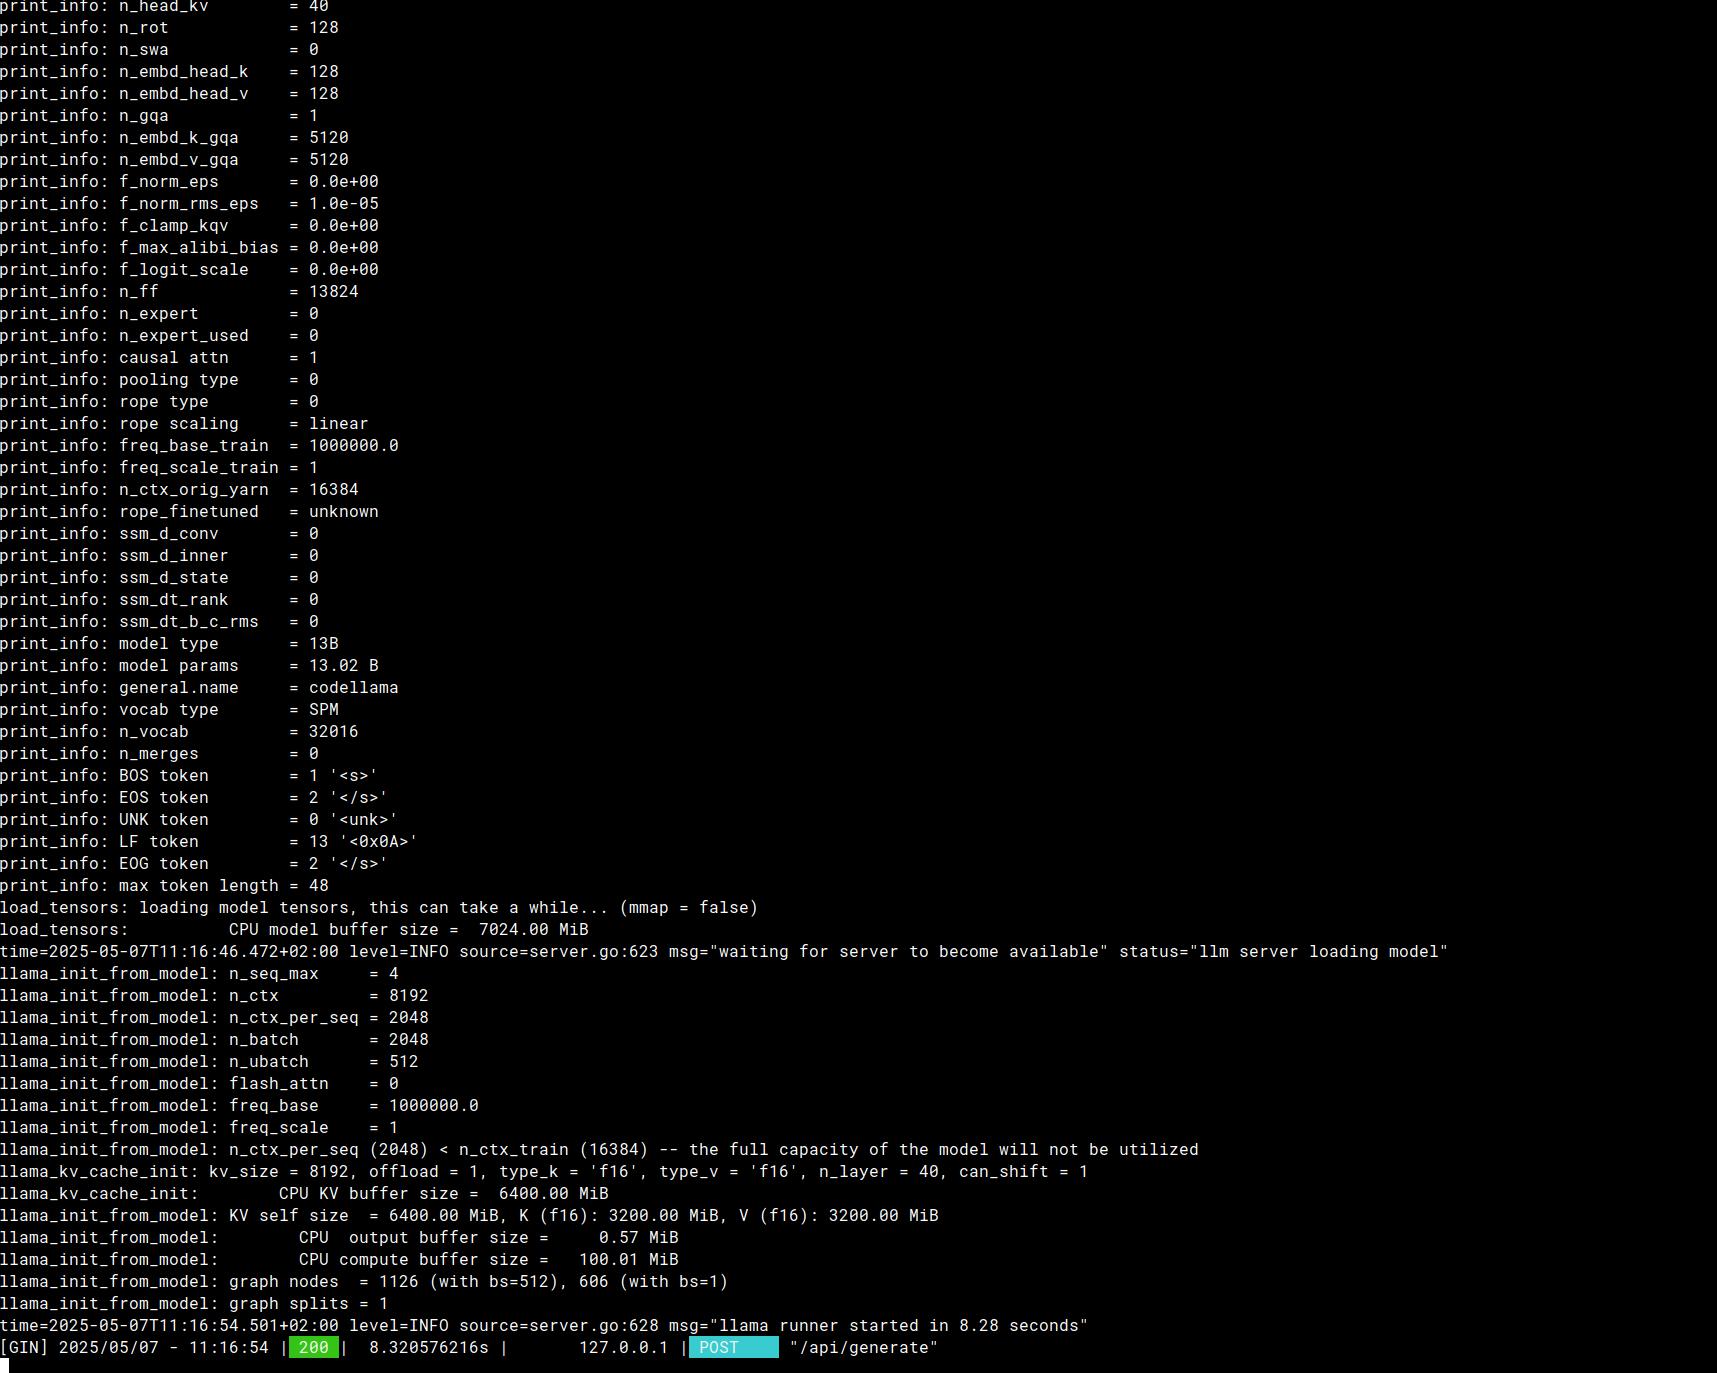 print_info: n_head_kv        = 40
print_info: n_rot            = 128
print_info: n_swa            = 0
print_info: n_embd_head_k    = 128
print_info: n_embd_head_v    = 128
print_info: n_gqa            = 1
print_info: n_embd_k_gqa     = 5120
print_info: n_embd_v_gqa     = 5120
print_info: f_norm_eps       = 0.0e+00
print_info: f_norm_rms_eps   = 1.0e-05
print_info: f_clamp_kqv      = 0.0e+00
print_info: f_max_alibi_bias = 0.0e+00
print_info: f_logit_scale    = 0.0e+00
print_info: n_ff             = 13824
print_info: n_expert         = 0
print_info: n_expert_used    = 0
print_info: causal attn      = 1
print_info: pooling type     = 0
print_info: rope type        = 0
print_info: rope scaling     = linear
print_info: freq_base_train  = 1000000.0
print_info: freq_scale_train = 1
print_info: n_ctx_orig_yarn  = 16384
print_info: rope_finetuned   = unknown
print_info: ssm_d_conv       = 0
print_info: ssm_d_inner      = 0
print_info: ssm_d_state      = 0
print_info: ssm_dt_rank      = 0
print_info: ssm_dt_b_c_rms   = 0
print_info: model type       = 13B
print_info: model params     = 13.02 B
print_info: general.name     = codellama
print_info: vocab type       = SPM
print_info: n_vocab          = 32016
print_info: n_merges         = 0
print_info: BOS token        = 1 '<s>'
print_info: EOS token        = 2 '</s>'
print_info: UNK token        = 0 '<unk>'
print_info: LF token         = 13 '<0x0A>'
print_info: EOG token        = 2 '</s>'
print_info: max token length = 48
load_tensors: loading model tensors, this can take a while... (mmap = false)
load_tensors:          CPU model buffer size =  7024.00 MiB
time=2025-05-07T11:16:46.472+02:00 level=INFO source=server.go:623 msg="waiting for server to become available" status="llm server loading model"
llama_init_from_model: n_seq_max     = 4
llama_init_from_model: n_ctx         = 8192
llama_init_from_model: n_ctx_per_seq = 2048
llama_init_from_model: n_batch       = 2048
llama_init_from_model: n_ubatch      = 512
llama_init_from_model: flash_attn    = 0
llama_init_from_model: freq_base     = 1000000.0
llama_init_from_model: freq_scale    = 1
llama_init_from_model: n_ctx_per_seq (2048) < n_ctx_train (16384) -- the full capacity of the model will not be utilized
llama_kv_cache_init: kv_size = 8192, offload = 1, type_k = 'f16', type_v = 'f16', n_layer = 40, can_shift = 1
llama_kv_cache_init:        CPU KV buffer size =  6400.00 MiB
llama_init_from_model: KV self size  = 6400.00 MiB, K (f16): 3200.00 MiB, V (f16): 3200.00 MiB
llama_init_from_model:        CPU  output buffer size =     0.57 MiB
llama_init_from_model:        CPU compute buffer size =   100.01 MiB
llama_init_from_model: graph nodes  = 1126 (with bs=512), 606 (with bs=1)
llama_init_from_model: graph splits = 1
time=2025-05-07T11:16:54.501+02:00 level=INFO source=server.go:628 msg="llama runner started in 8.28 seconds"
[GIN] 2025/05/07 - 11:16:54 | 200 |  8.320576216s |       127.0.0.1 | POST     "/api/generate"